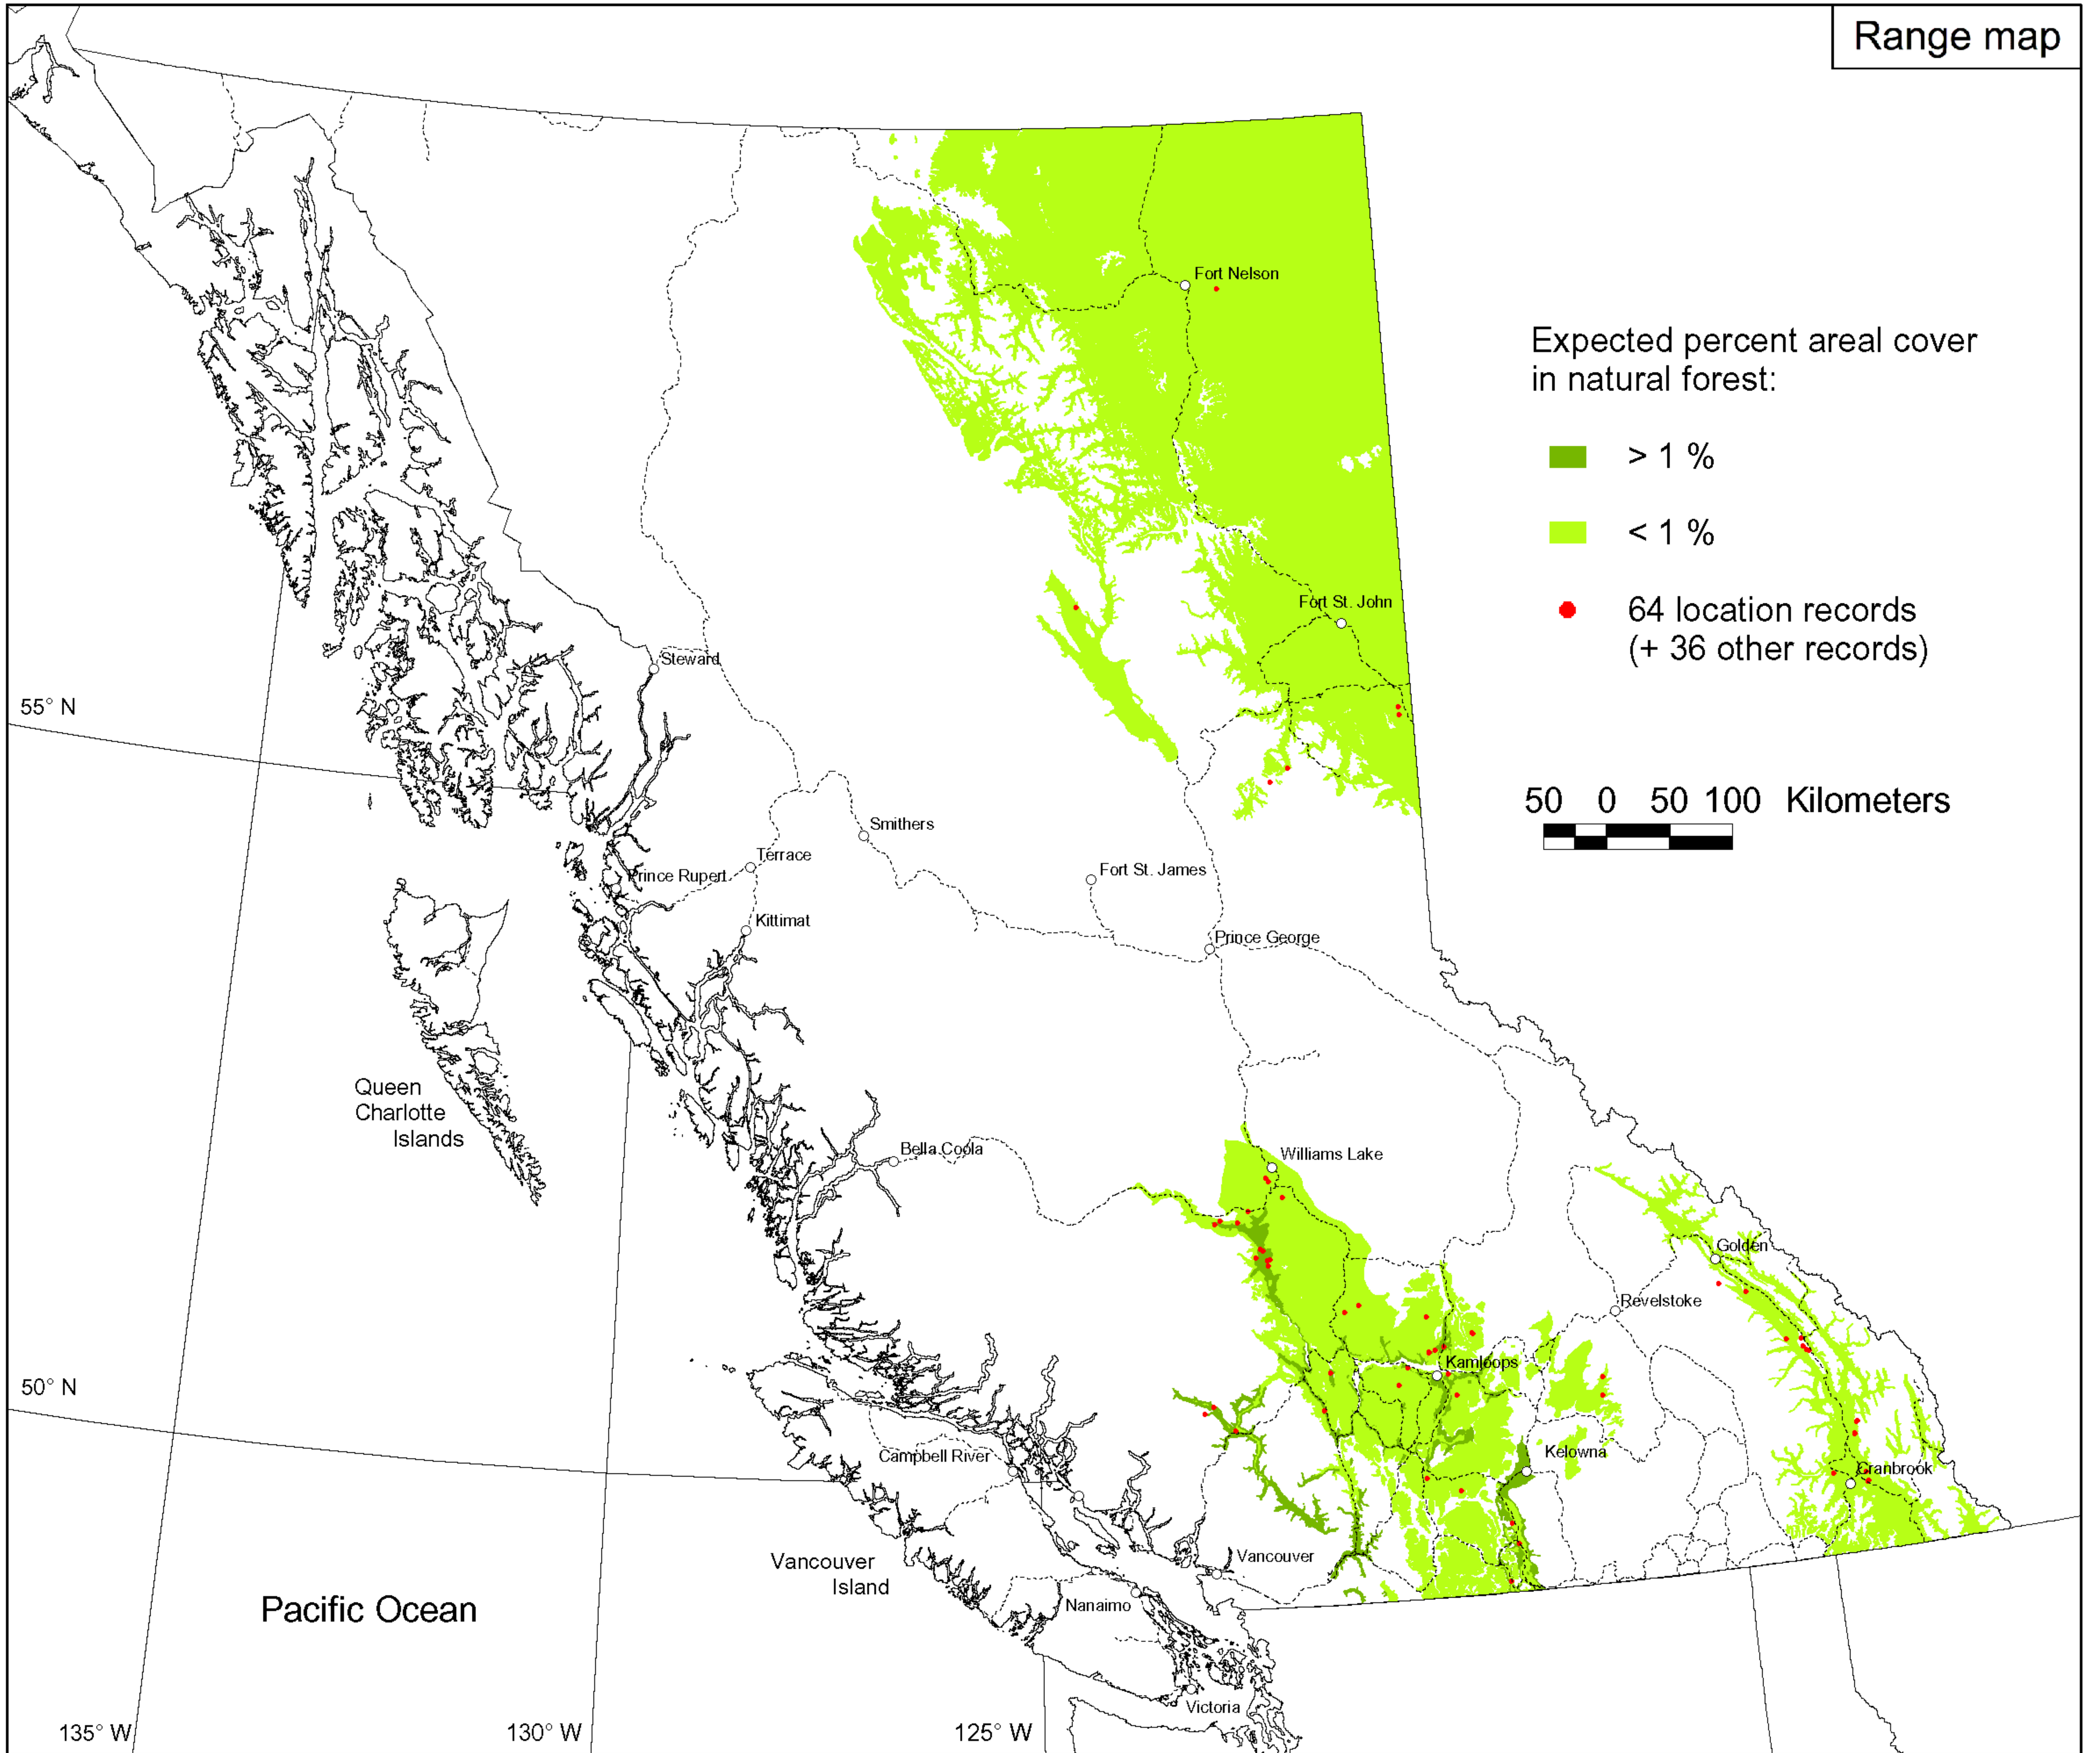 Range map
Fort Nelson
Expected percent areal cover
in natural forest:
> 1 %
< 1 %
Fort St. John
64 location records
(+ 36 other records)
Steward
55° N
50 0 50 100 Kilometers
Smithers
Terrace
Fort St. James
Prince Rupert
Kittimat
Prince George
Queen
Charlotte
Islands
Bella Coola
Williams Lake
Golden
Revelstoke
Kamloops
50° N
Campbell River
Kelowna
Cranbrook
Vancouver
Vancouver
Island
Nanaimo
Pacific Ocean
Victoria
135° W
130° W
125° W